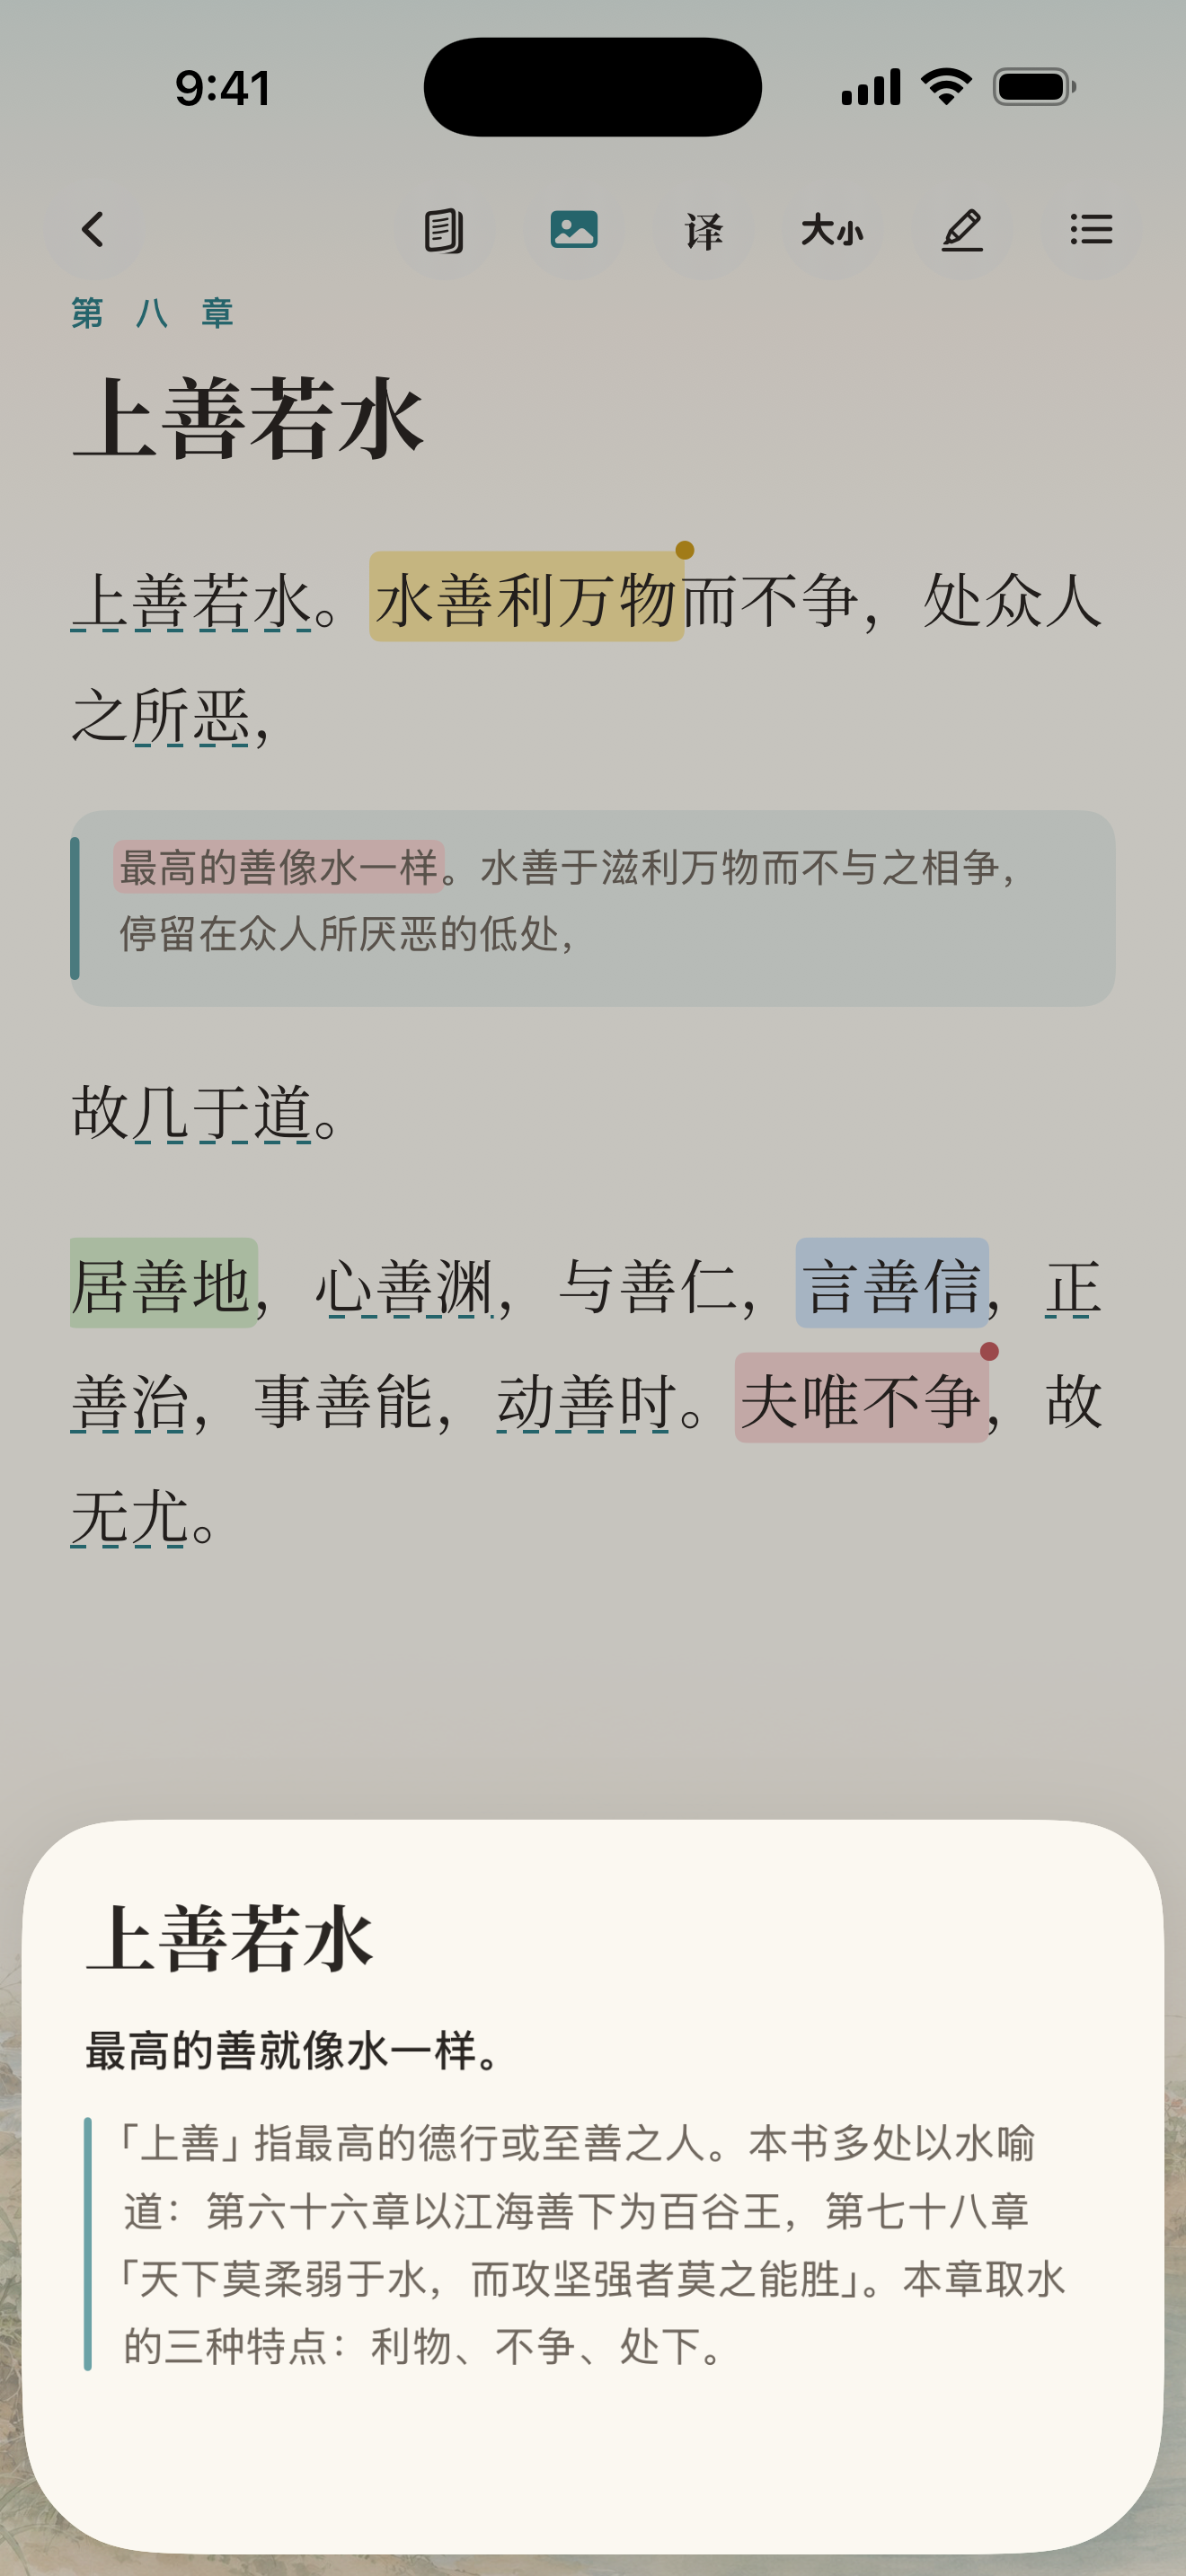 9:41
译 大小
第八章
上善若水
上善若水。水善利万物而不争，处众人
之所恶，
最高的善像水一样。水善于滋利万物而不与之相争，
停留在众人所厌恶的低处，
故几于道。
居善地，心善渊，与善仁，言善信，正
善治，事善能，动善时。夫唯不争，故
无尤。
上善若水
最高的善就像水一样。
「上善」指最高的德行或至善之人。本书多处以水喻
道：第六十六章以江海善下为百谷王，第七十八章
「天下莫柔弱于水，而攻坚强者莫之能胜」。本章取水
的三种特点：利物、不争、处下。